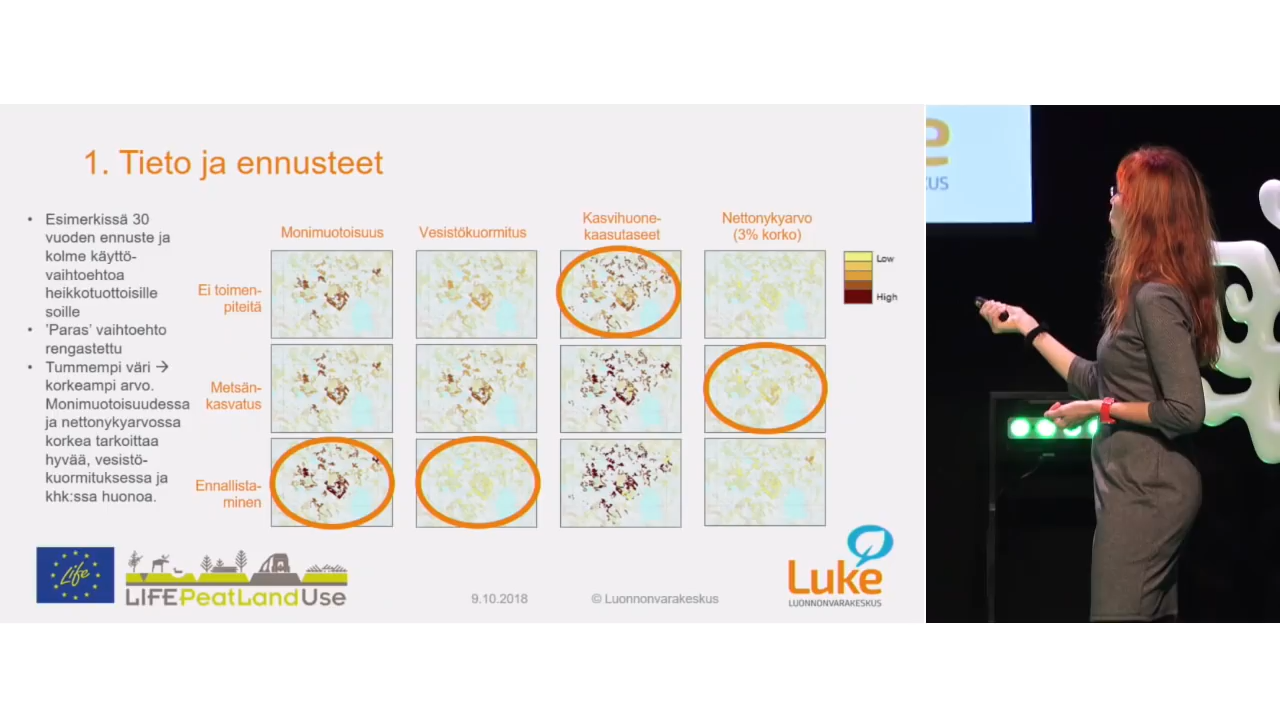 1. Tieto ja ennusteet
• Esimerkissä 30
vuoden ennuste ja
kolme käyttö-
vaihtoehtoa
heikkotuottoisille
soille
• 'Paras' vaihtoehto
rengastettu
• Tummempi väri →
korkeampi arvo.
Monimuotoisuudessa
ja nettonykyarvossa
korkea tarkoittaa
hyvää, vesistö-
kuormituksessa ja
khk:ssa huonoa.
Monimuotoisuus
Vesistökuormitus
Kasvihuone-
kaasutaseet
Nettonykyarvo
(3% korko)
Ei toimen-
piteitä
Metsän-
kasvatus
Ennallista-
minen
Low
High
Life
LIFEPeatLandUse
9.10.2018
© Luonnonvarakeskus
Luke
LUONNONVARAKESKUS
e
KUS